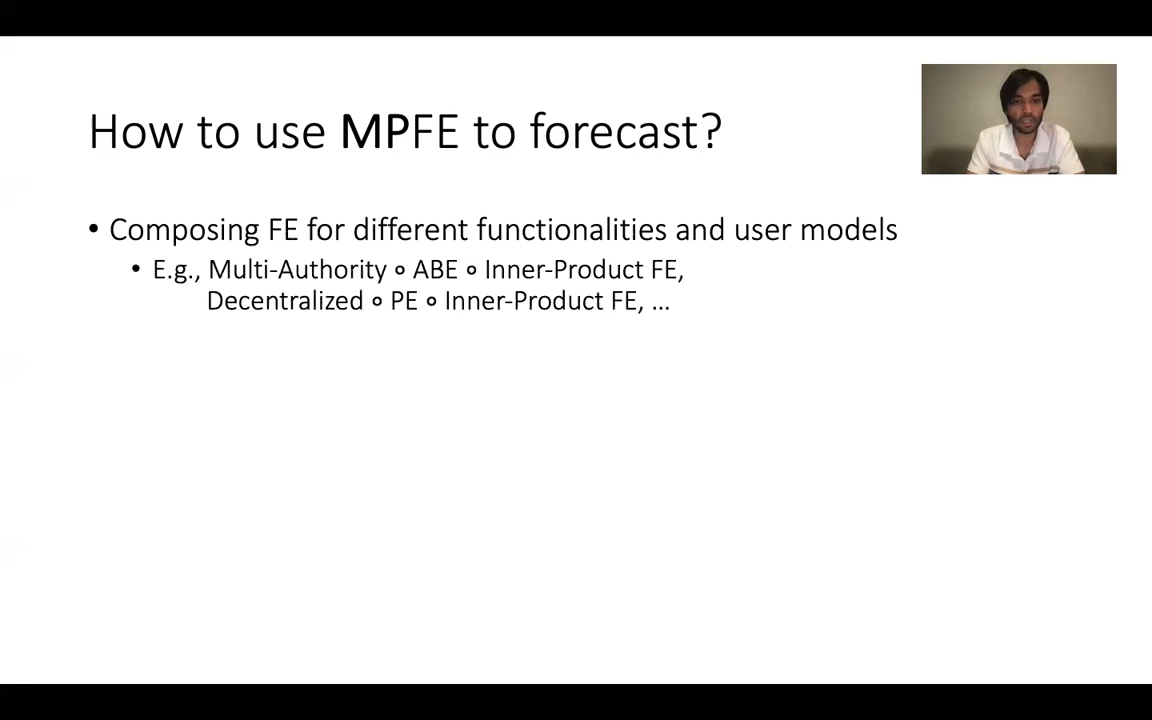 How to use MPFE to forecast?
• Composing FE for different functionalities and user models
• E.g., Multi-Authority ∘ ABE ∘ Inner-Product FE,
Decentralized ∘ PE ∘ Inner-Product FE, ...